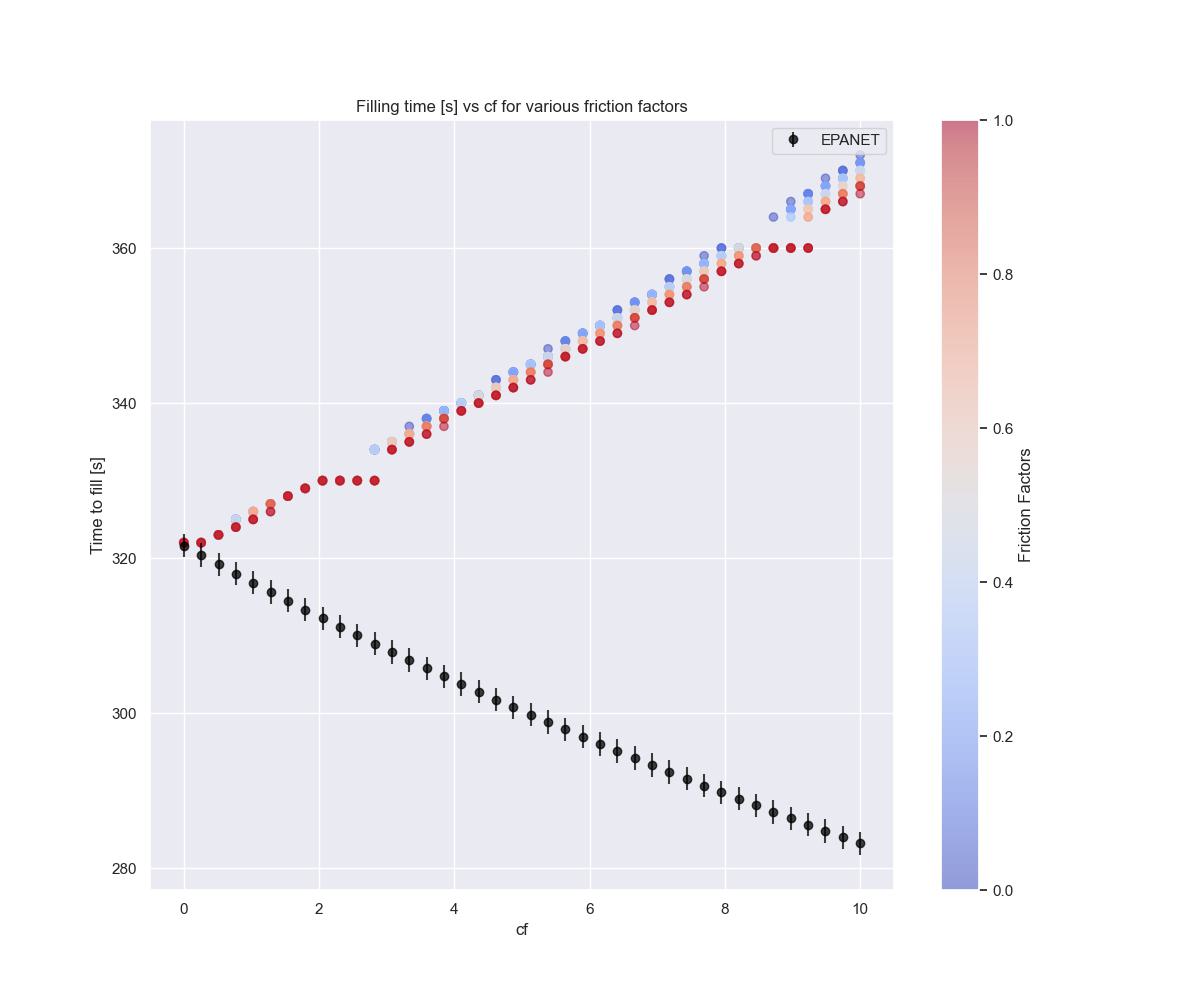 Filling time [s] vs cf for various friction factors
EPANET
Time to fill [s]
360
340
320
300
280
0 2 4 6 8 10
cf
1.0
0.8
0.6
0.4
0.2
0.0
Friction Factors